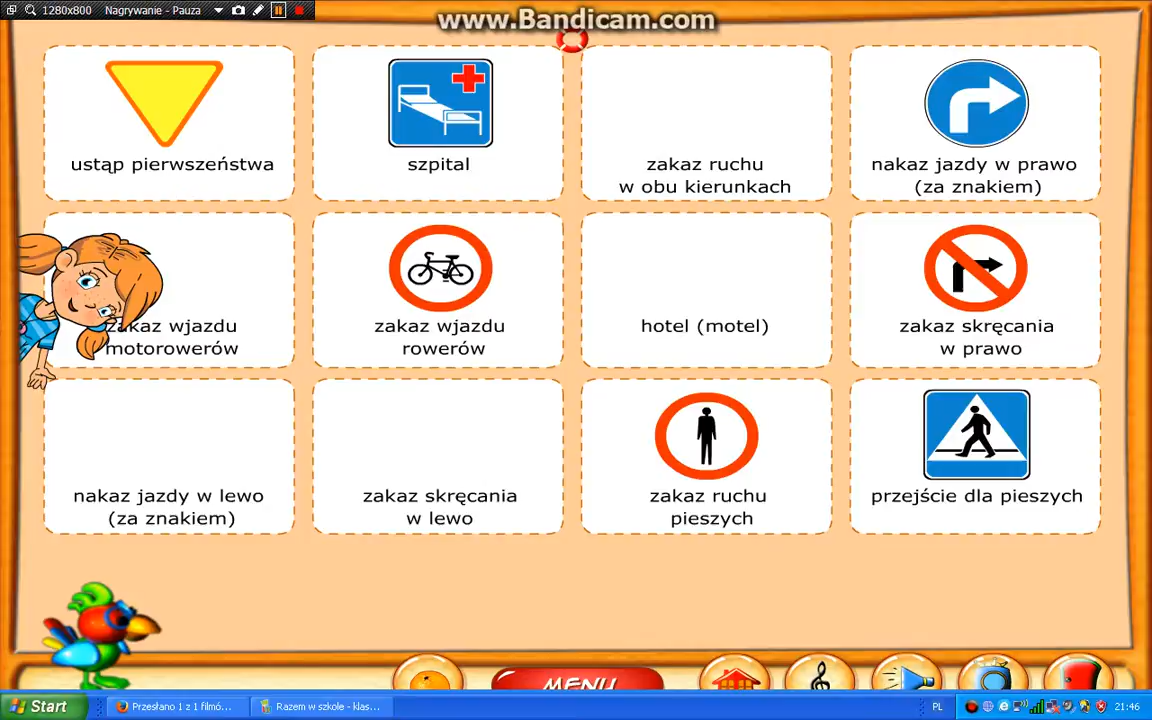 1280x800 Nagrywanie - Pauza
www.Bandicam.com
ustąp pierwszeństwa
szpital
zakaz ruchu
w obu kierunkach
nakaz jazdy w prawo
(za znakiem)
zakaz wjazdu
motorowerów
zakaz wjazdu
rowerów
hotel (motel)
zakaz skręcania
w prawo
nakaz jazdy w lewo
(za znakiem)
zakaz skręcania
w lewo
zakaz ruchu
pieszych
przejście dla pieszych
MENU
Start
Przesłano 1 z 1 filmó...
Razem w szkole - klas...
PL
21:46